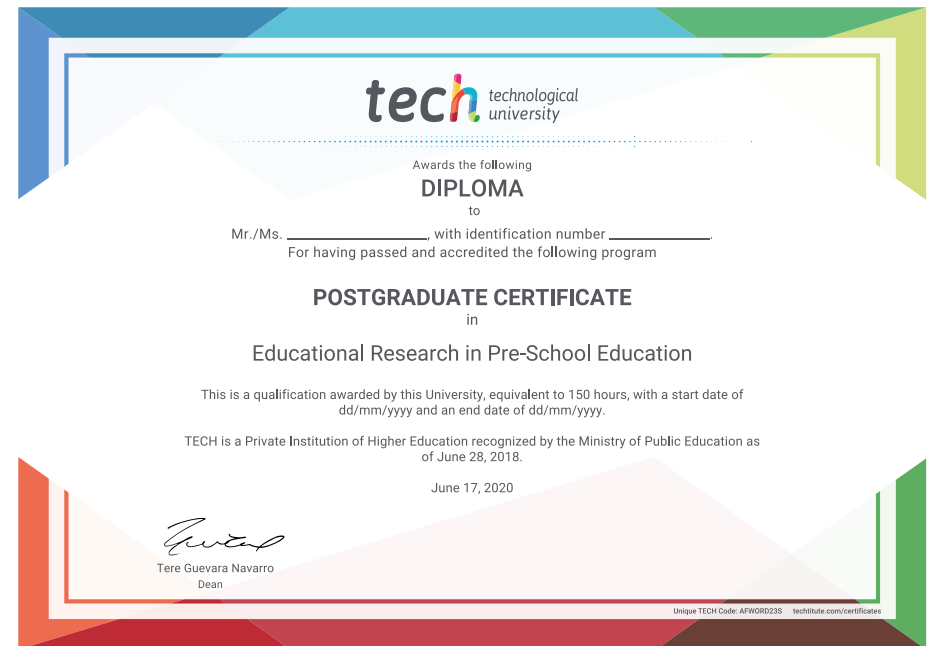 tech technological
university
Awards the following
DIPLOMA
to
Mr./Ms. ____________________, with identification number ______________.
For having passed and accredited the following program
POSTGRADUATE CERTIFICATE
in
Educational Research in Pre-School Education
This is a qualification awarded by this University, equivalent to 150 hours, with a start date of
dd/mm/yyyy and an end date of dd/mm/yyyy.
TECH is a Private Institution of Higher Education recognized by the Ministry of Public Education as
of June 28, 2018.
June 17, 2020
Tere Guevara Navarro
Dean
Unique TECH Code: AFWORD23S techtitute.com/certificates